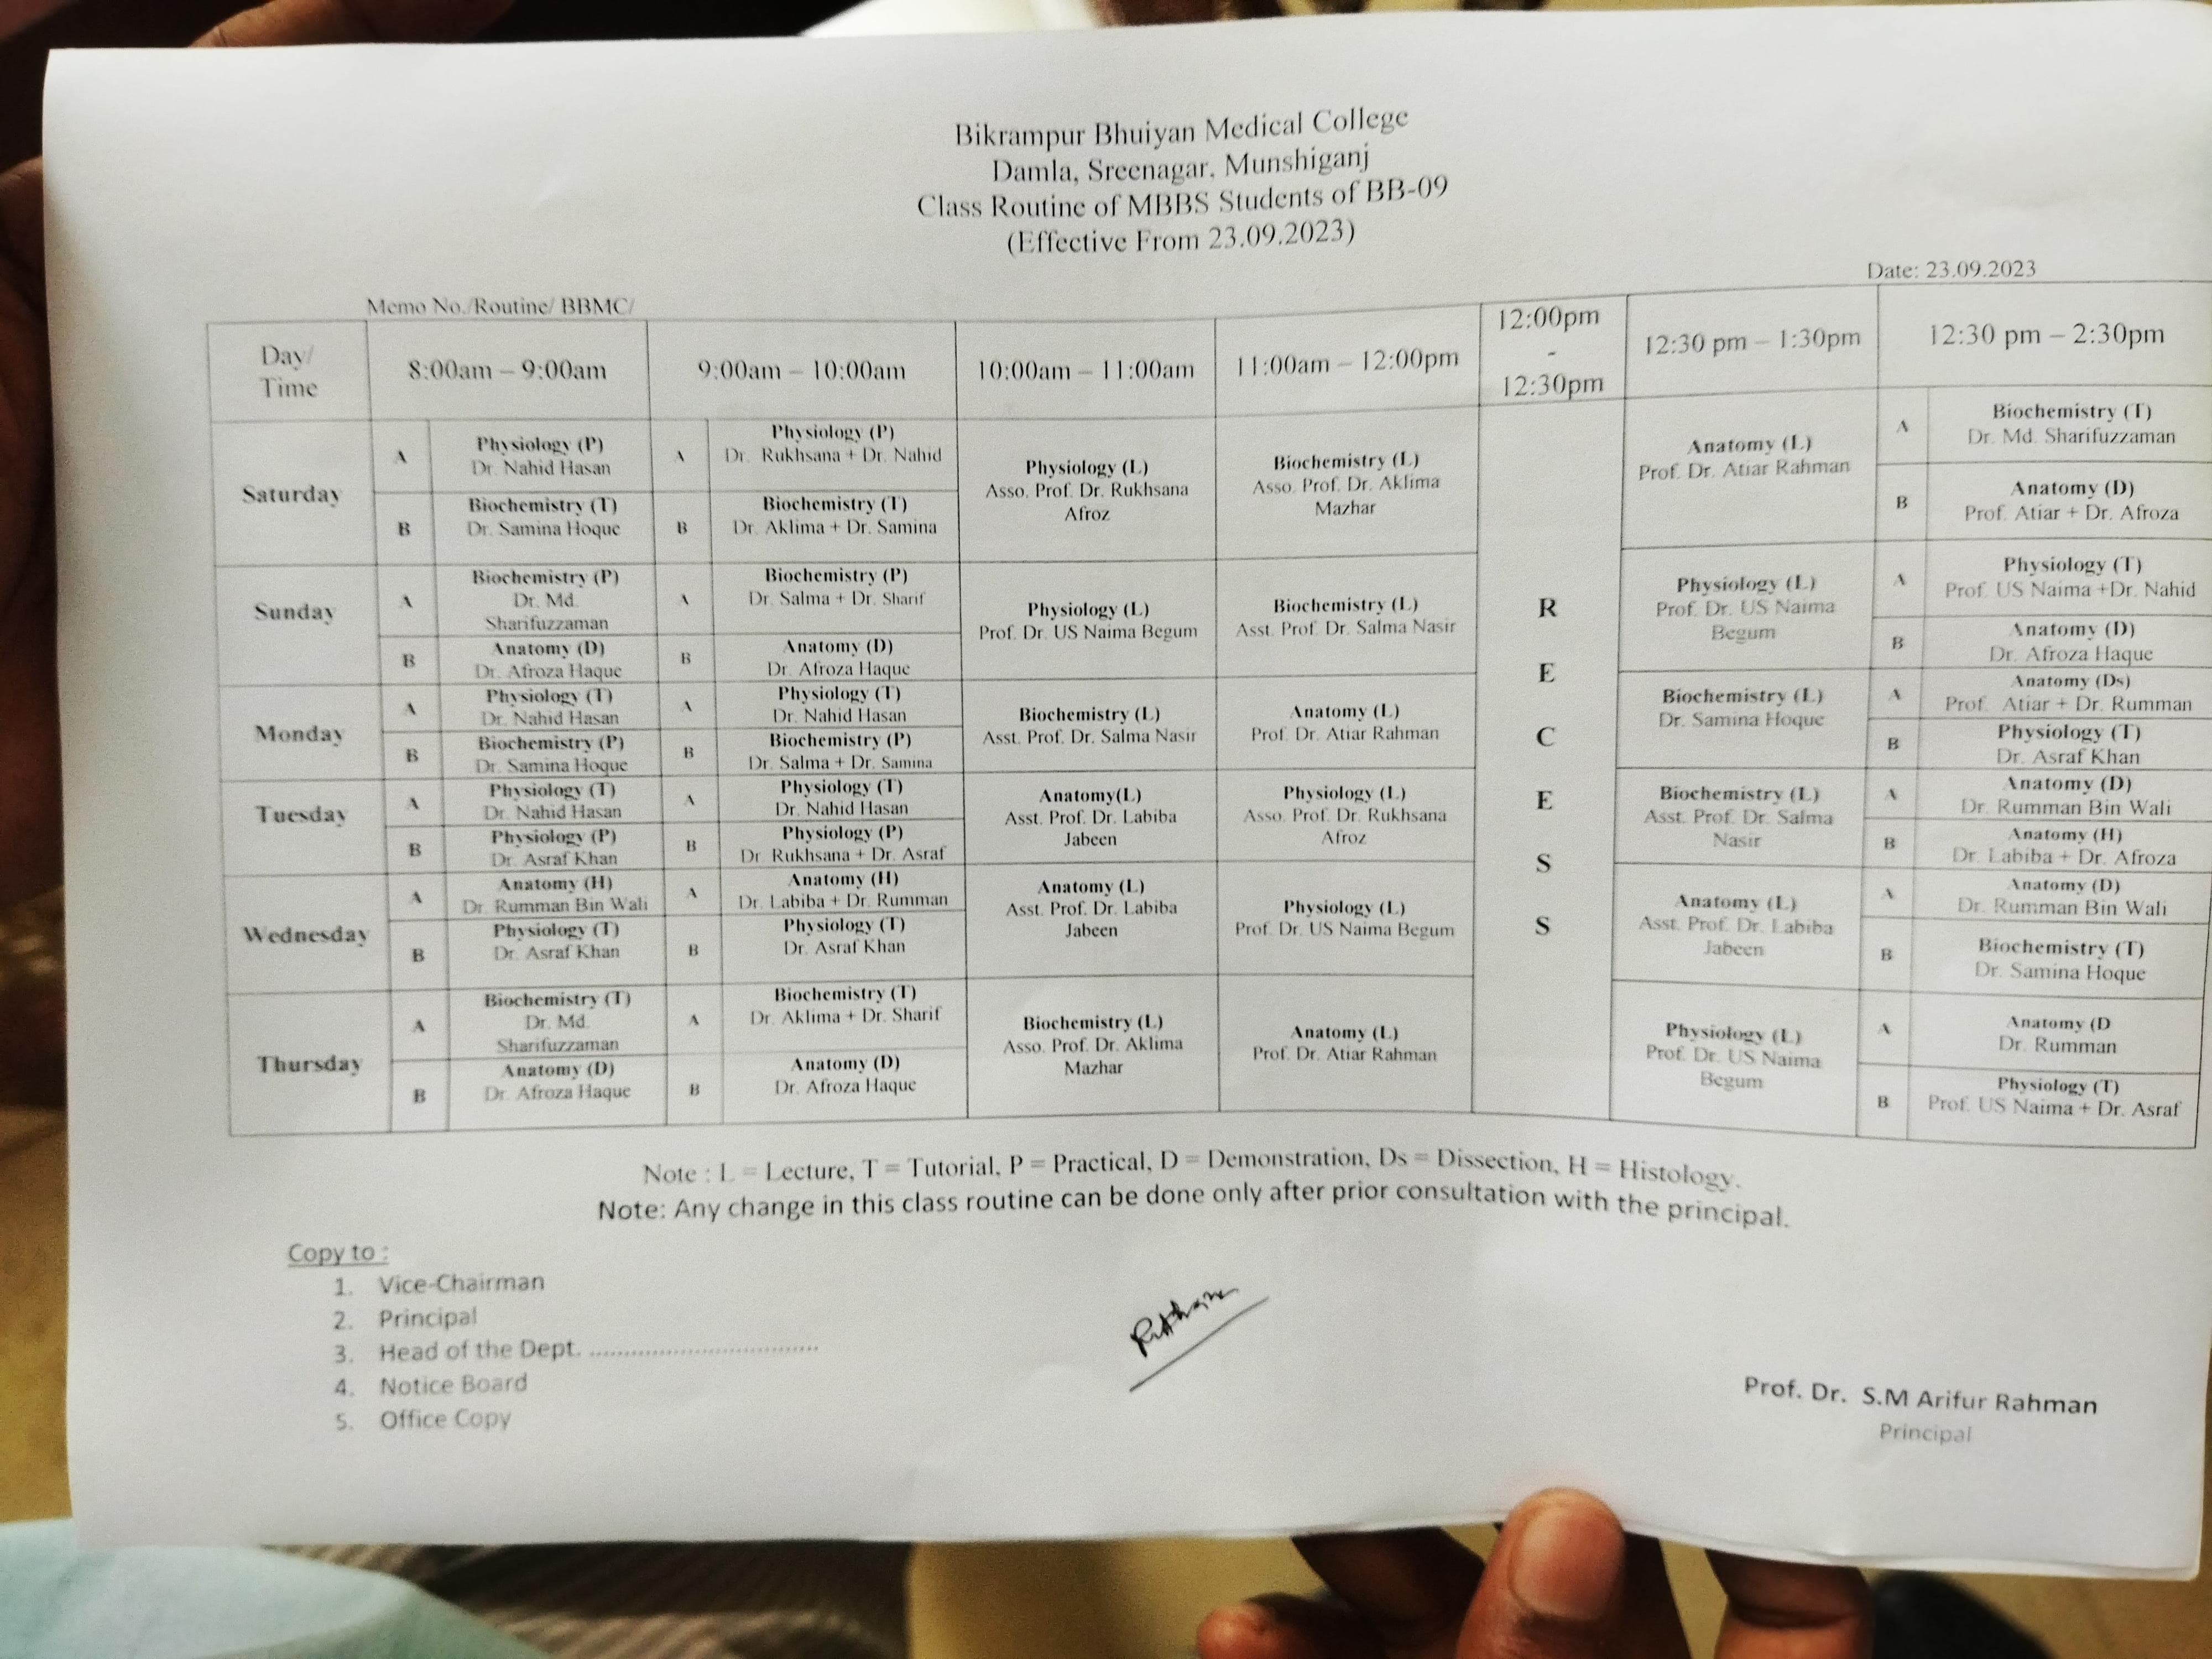 Bikrampur Bhuiyan Medical College
Damla, Sreenagar, Munshiganj
Class Routine of MBBS Students of BB-09
(Effective From 23.09.2023)
Date: 23.09.2023
Memo No./Routine/ BBMC/
Day/
Time
8:00am – 9:00am
9:00am – 10:00am
10:00am – 11:00am
11:00am – 12:00pm
12:00pm
-
12:30pm
12:30 pm – 1:30pm
12:30 pm – 2:30pm
Saturday
A
Physiology (P)
Dr. Nahid Hasan
B
Biochemistry (T)
Dr. Samina Hoque
A
Physiology (P)
Dr. Rukhsana + Dr. Nahid
B
Biochemistry (T)
Dr. Aklima + Dr. Samina
Physiology (L)
Asso. Prof. Dr. Rukhsana
Afroz
Biochemistry (L)
Asso. Prof. Dr. Aklima
Mazhar
Anatomy (L)
Prof. Dr. Atiar Rahman
A
Biochemistry (T)
Dr. Md. Sharifuzzaman
B
Anatomy (D)
Prof. Atiar + Dr. Afroza
Sunday
A
Biochemistry (P)
Dr. Md.
Sharifuzzaman
B
Anatomy (D)
Dr. Afroza Haque
A
Biochemistry (P)
Dr. Salma + Dr. Sharif
B
Anatomy (D)
Dr. Afroza Haque
Physiology (L)
Prof. Dr. US Naima Begum
Biochemistry (L)
Asst. Prof. Dr. Salma Nasir
R
E
C
E
S
S
Physiology (L)
Prof. Dr. US Naima
Begum
A
Physiology (T)
Prof. US Naima +Dr. Nahid
B
Anatomy (D)
Dr. Afroza Haque
Monday
A
Physiology (T)
Dr. Nahid Hasan
B
Biochemistry (P)
Dr. Samina Hoque
A
Physiology (T)
Dr. Nahid Hasan
B
Biochemistry (P)
Dr. Salma + Dr. Samina
Biochemistry (L)
Asst. Prof. Dr. Salma Nasir
Anatomy (L)
Prof. Dr. Atiar Rahman
Biochemistry (L)
Dr. Samina Hoque
A
Anatomy (Ds)
Prof. Atiar + Dr. Rumman
B
Physiology (T)
Dr. Asraf Khan
Tuesday
A
Physiology (T)
Dr. Nahid Hasan
B
Physiology (P)
Dr. Asraf Khan
A
Physiology (T)
Dr. Nahid Hasan
B
Physiology (P)
Dr. Rukhsana + Dr. Asraf
Anatomy(L)
Asst. Prof. Dr. Labiba
Jabeen
Physiology (L)
Asso. Prof. Dr. Rukhsana
Afroz
Biochemistry (L)
Asst. Prof. Dr. Salma
Nasir
A
Anatomy (D)
Dr. Rumman Bin Wali
B
Anatomy (H)
Dr. Labiba + Dr. Afroza
Wednesday
A
Anatomy (H)
Dr. Rumman Bin Wali
B
Physiology (T)
Dr. Asraf Khan
A
Anatomy (H)
Dr. Labiba + Dr. Rumman
B
Physiology (T)
Dr. Asraf Khan
Anatomy (L)
Asst. Prof. Dr. Labiba
Jabeen
Physiology (L)
Prof. Dr. US Naima Begum
Anatomy (L)
Asst. Prof. Dr. Labiba
Jabeen
A
Anatomy (D)
Dr. Rumman Bin Wali
B
Biochemistry (T)
Dr. Samina Hoque
Thursday
A
Biochemistry (T)
Dr. Md.
Sharifuzzaman
B
Anatomy (D)
Dr. Afroza Haque
A
Biochemistry (T)
Dr. Aklima + Dr. Sharif
B
Anatomy (D)
Dr. Afroza Haque
Biochemistry (L)
Asso. Prof. Dr. Aklima
Mazhar
Anatomy (L)
Prof. Dr. Atiar Rahman
Physiology (L)
Prof. Dr. US Naima
Begum
A
Anatomy (D
Dr. Rumman
B
Physiology (T)
Prof. US Naima + Dr. Asraf
Note : L = Lecture, T = Tutorial, P = Practical, D = Demonstration, Ds = Dissection, H = Histology.
Note: Any change in this class routine can be done only after prior consultation with the principal.
Copy to :
1. Vice-Chairman
2. Principal
3. Head of the Dept. ..................................
4. Notice Board
5. Office Copy
Prof. Dr. S.M Arifur Rahman
Principal